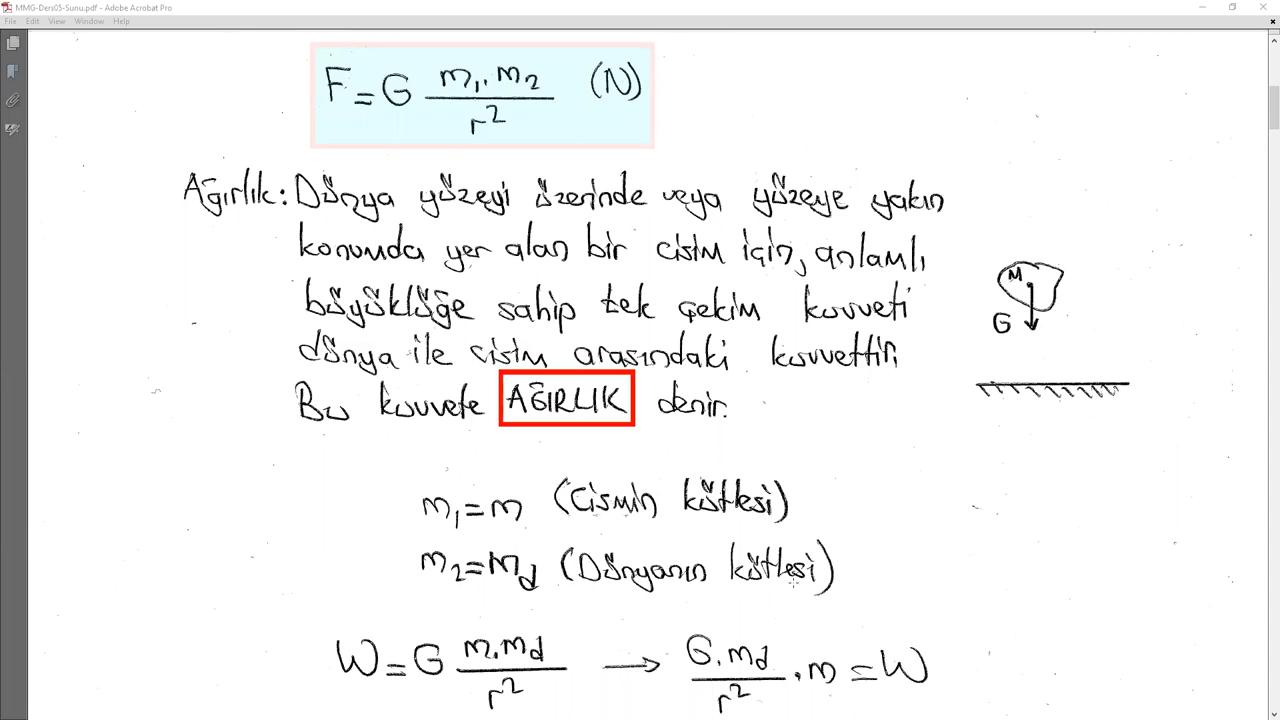 MMG-Ders05-Sunu.pdf - Adobe Acrobat Pro
File Edit View Window Help
F = G m₁.m₂ / r² (N)
Ağırlık: Dünya yüzeyi üzerinde veya yüzeye yakın
konumda yer alan bir cisim için, anlamlı
büyüklüğe sahip tek çekim kuvveti
dünya ile cisim arasındaki kuvvettir.
M
G
Bu kuvvete AĞIRLIK denir.
m₁ = m (Cismin kütlesi)
m₂ = Md (Dünyanın kütlesi)
W = G m.md / r² → G.md / r² . m = W